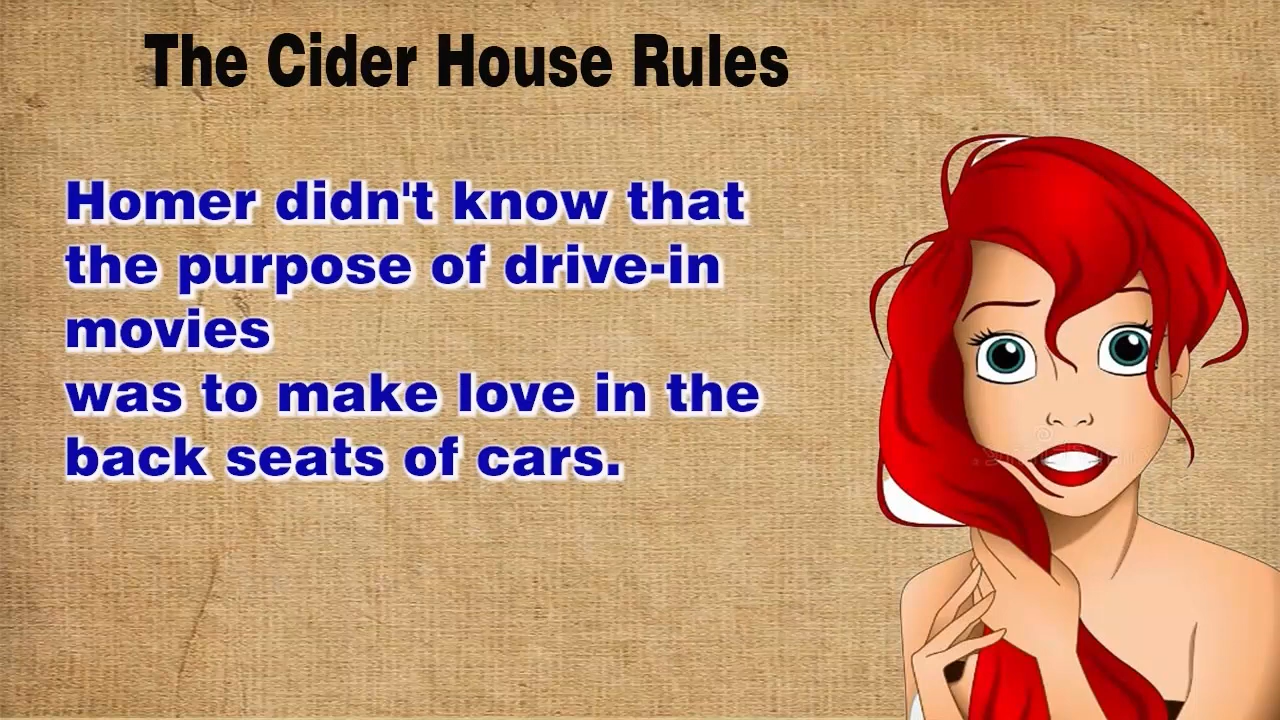 The Cider House Rules
Homer didn't know that
the purpose of drive-in
movies
was to make love in the
back seats of cars.